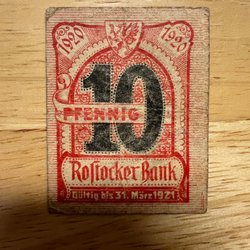 1920 1920
10
PFENNIG
Rostocker Bank
Gültig bis 31. März 1921